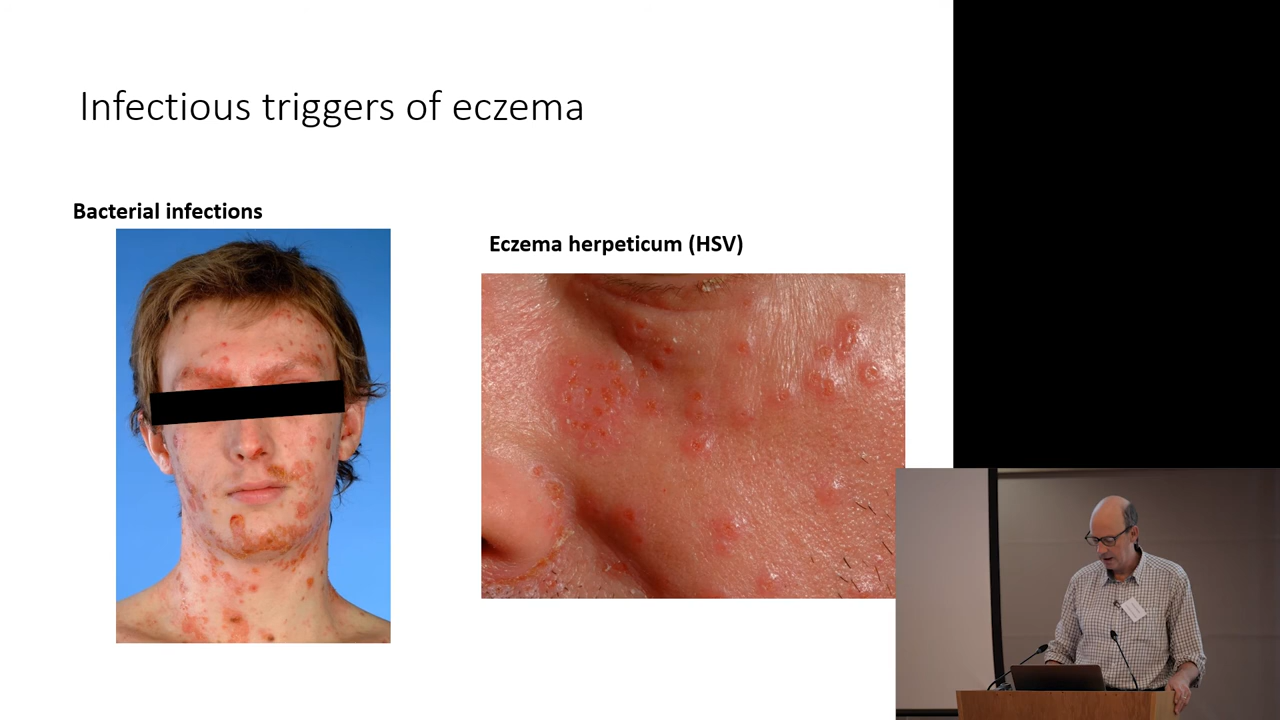 Infectious triggers of eczema
Bacterial infections
Eczema herpeticum (HSV)